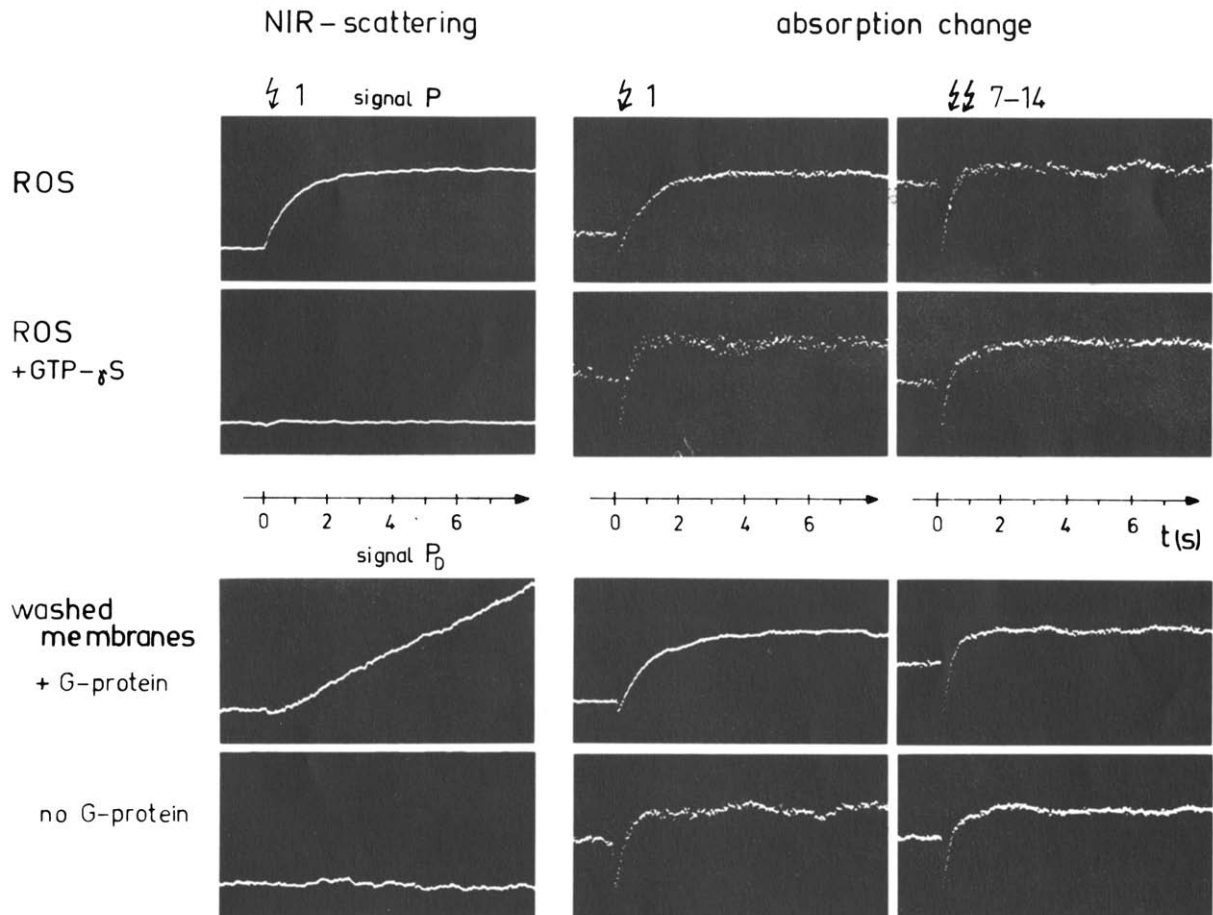 NIR-scattering
absorption change
1 signal P
1
7-14
ROS
ROS
+GTP-γS
0 2 4 6
0 2 4 6
0 2 4 6
t(s)
signal P_D
washed
membranes
+ G-protein
no G-protein